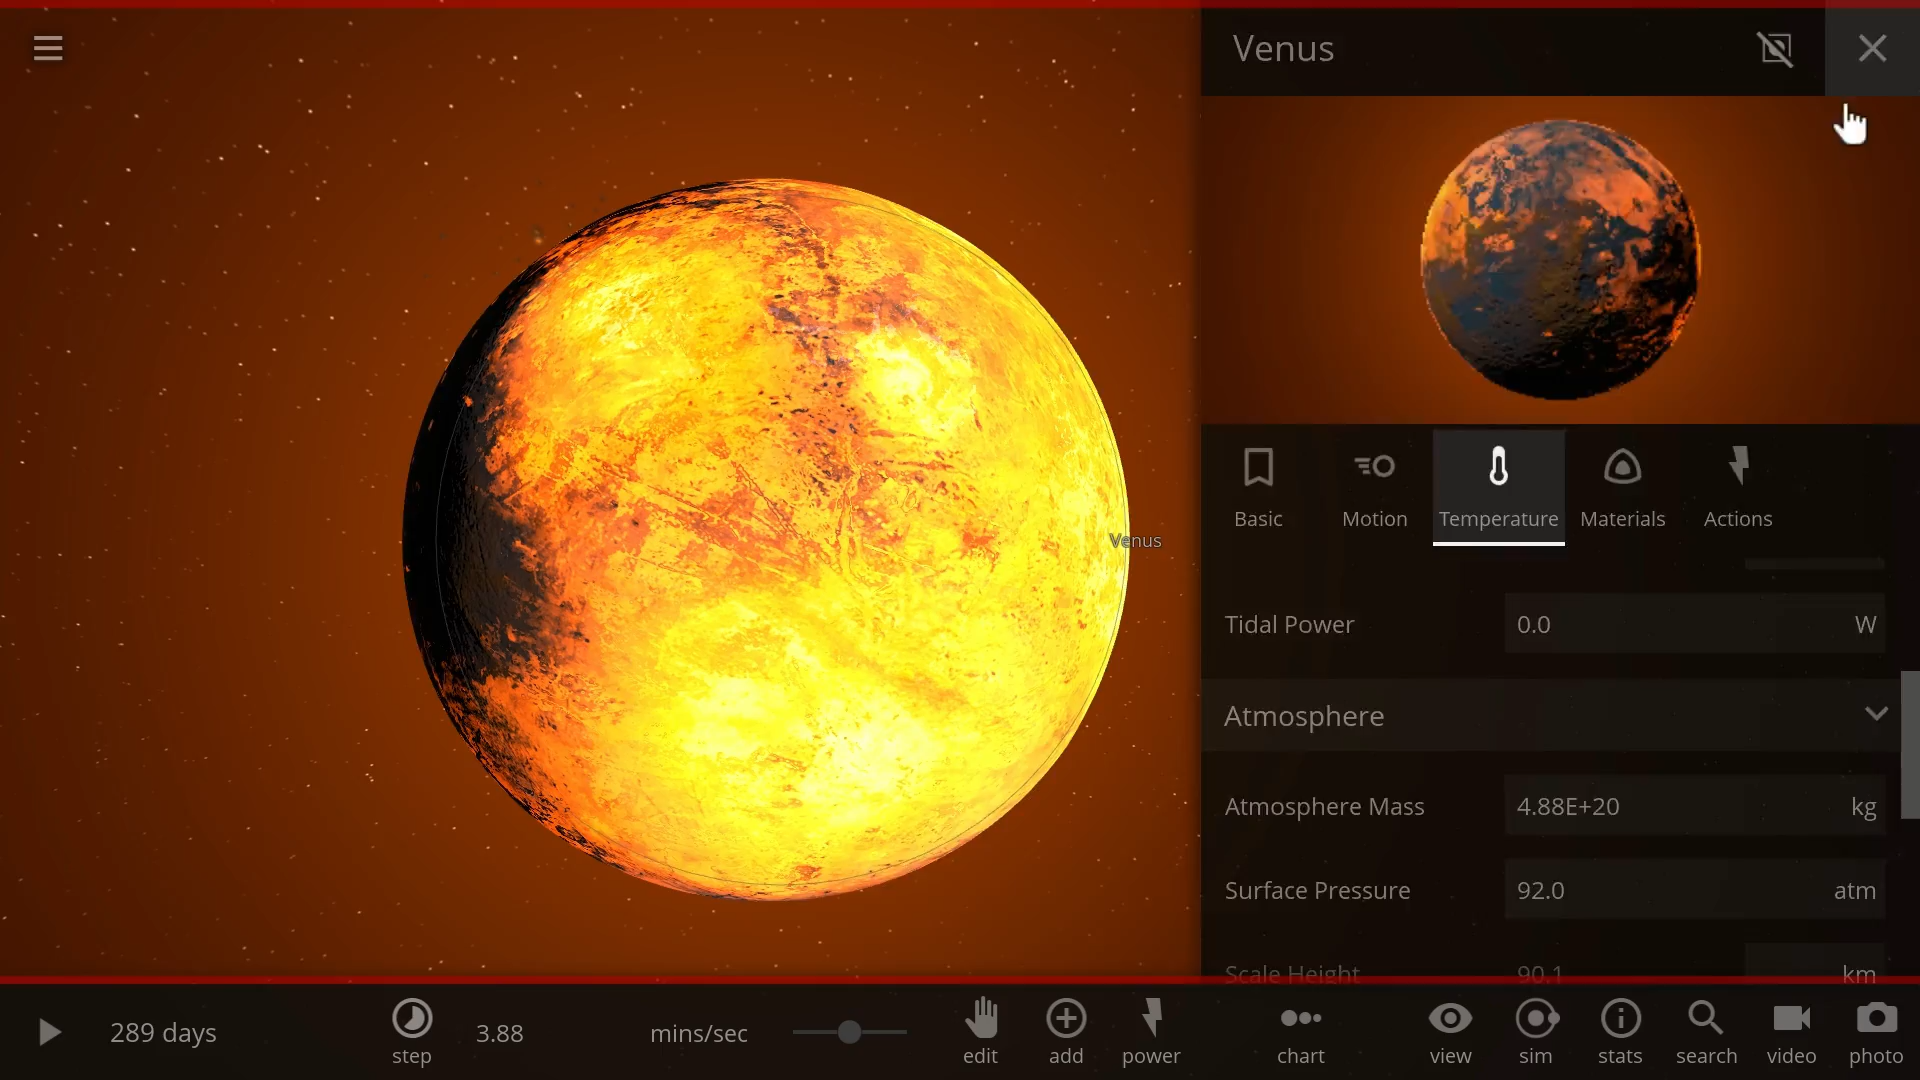 Venus
Venus
Basic Motion Temperature Materials Actions
Tidal Power 0.0 W
Atmosphere
Atmosphere Mass 4.88E+20 kg
Surface Pressure 92.0 atm
Scale Height 90.1 km
289 days
step
3.88 mins/sec
edit add power chart view sim stats search video photo